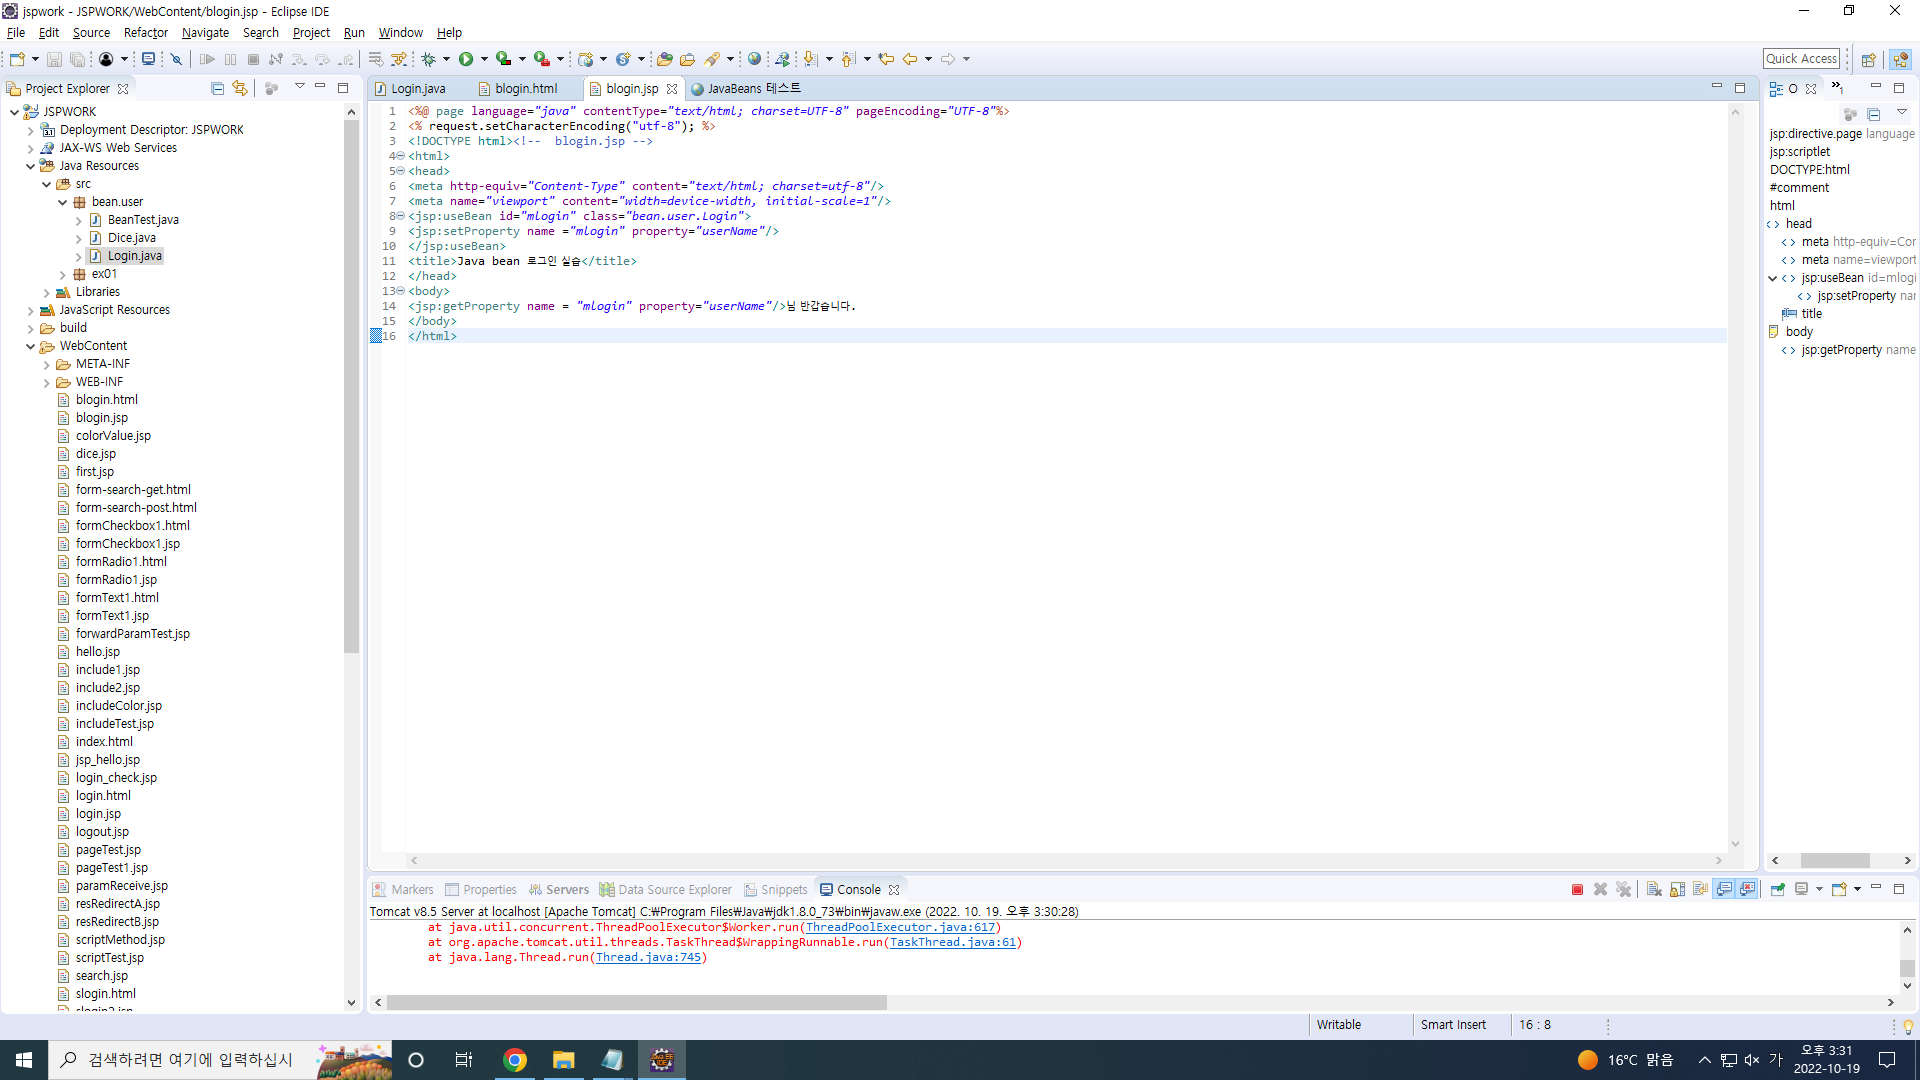 jspwork - JSPWORK/WebContent/blogin.jsp - Eclipse IDE
File Edit Source Refactor Navigate Search Project Run Window Help
Quick Access
Project Explorer
JSPWORK
Deployment Descriptor: JSPWORK
JAX-WS Web Services
Java Resources
src
bean.user
BeanTest.java
Dice.java
Login.java
ex01
Libraries
JavaScript Resources
build
WebContent
META-INF
WEB-INF
blogin.html
blogin.jsp
colorValue.jsp
dice.jsp
first.jsp
form-search-get.html
form-search-post.html
formCheckbox1.html
formCheckbox1.jsp
formRadio1.html
formRadio1.jsp
formText1.html
formText1.jsp
forwardParamTest.jsp
hello.jsp
include1.jsp
include2.jsp
includeColor.jsp
includeTest.jsp
index.html
jsp_hello.jsp
login_check.jsp
login.html
login.jsp
logout.jsp
pageTest.jsp
pageTest1.jsp
paramReceive.jsp
resRedirectA.jsp
resRedirectB.jsp
scriptMethod.jsp
scriptTest.jsp
search.jsp
slogin.html
slogin2.jsp
Login.java blogin.html blogin.jsp JavaBeans 테스트
1 <%@ page language="java" contentType="text/html; charset=UTF-8" pageEncoding="UTF-8"%>
2 <% request.setCharacterEncoding("utf-8"); %>
3 <!DOCTYPE html><!--  blogin.jsp -->
4 <html>
5 <head>
6 <meta http-equiv="Content-Type" content="text/html; charset=utf-8"/>
7 <meta name="viewport" content="width=device-width, initial-scale=1"/>
8 <jsp:useBean id="mlogin" class="bean.user.Login">
9 <jsp:setProperty name ="mlogin" property="userName"/>
10 </jsp:useBean>
11 <title>Java bean 로그인 실습</title>
12 </head>
13 <body>
14 <jsp:getProperty name = "mlogin" property="userName"/>님 반갑습니다.
15 </body>
16 </html>
O
1
jsp:directive.page language
jsp:scriptlet
DOCTYPE:html
#comment
html
head
meta http-equiv=Cor
meta name=viewport
jsp:useBean id=mlogi
jsp:setProperty nar
title
body
jsp:getProperty name
Markers Properties Servers Data Source Explorer Snippets Console
Tomcat v8.5 Server at localhost [Apache Tomcat] C:₩Program Files₩Java₩jdk1.8.0_73₩bin₩javaw.exe (2022. 10. 19. 오후 3:30:28)
at java.util.concurrent.ThreadPoolExecutor$Worker.run(ThreadPoolExecutor.java:617)
at org.apache.tomcat.util.threads.TaskThread$WrappingRunnable.run(TaskThread.java:61)
at java.lang.Thread.run(Thread.java:745)
Writable Smart Insert 16 : 8
검색하려면 여기에 입력하십시
16°C 맑음
가
오후 3:31
2022-10-19